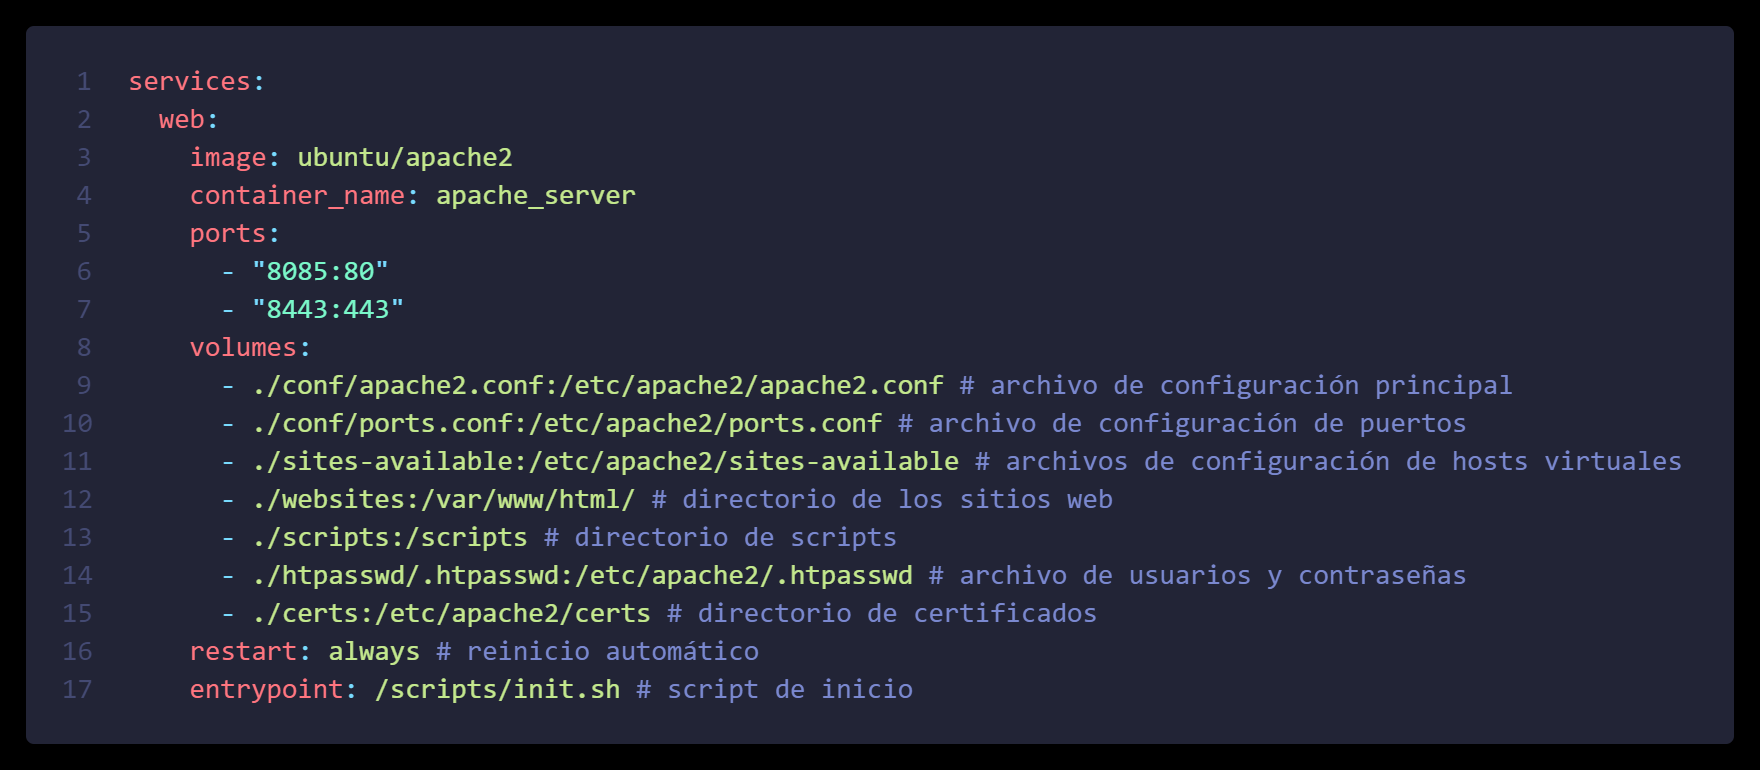 1 services:
2   web:
3     image: ubuntu/apache2
4     container_name: apache_server
5     ports:
6       - "8085:80"
7       - "8443:443"
8     volumes:
9       - ./conf/apache2.conf:/etc/apache2/apache2.conf # archivo de configuración principal
10       - ./conf/ports.conf:/etc/apache2/ports.conf # archivo de configuración de puertos
11       - ./sites-available:/etc/apache2/sites-available # archivos de configuración de hosts virtuales
12       - ./websites:/var/www/html/ # directorio de los sitios web
13       - ./scripts:/scripts # directorio de scripts
14       - ./htpasswd/.htpasswd:/etc/apache2/.htpasswd # archivo de usuarios y contraseñas
15       - ./certs:/etc/apache2/certs # directorio de certificados
16     restart: always # reinicio automático
17     entrypoint: /scripts/init.sh # script de inicio